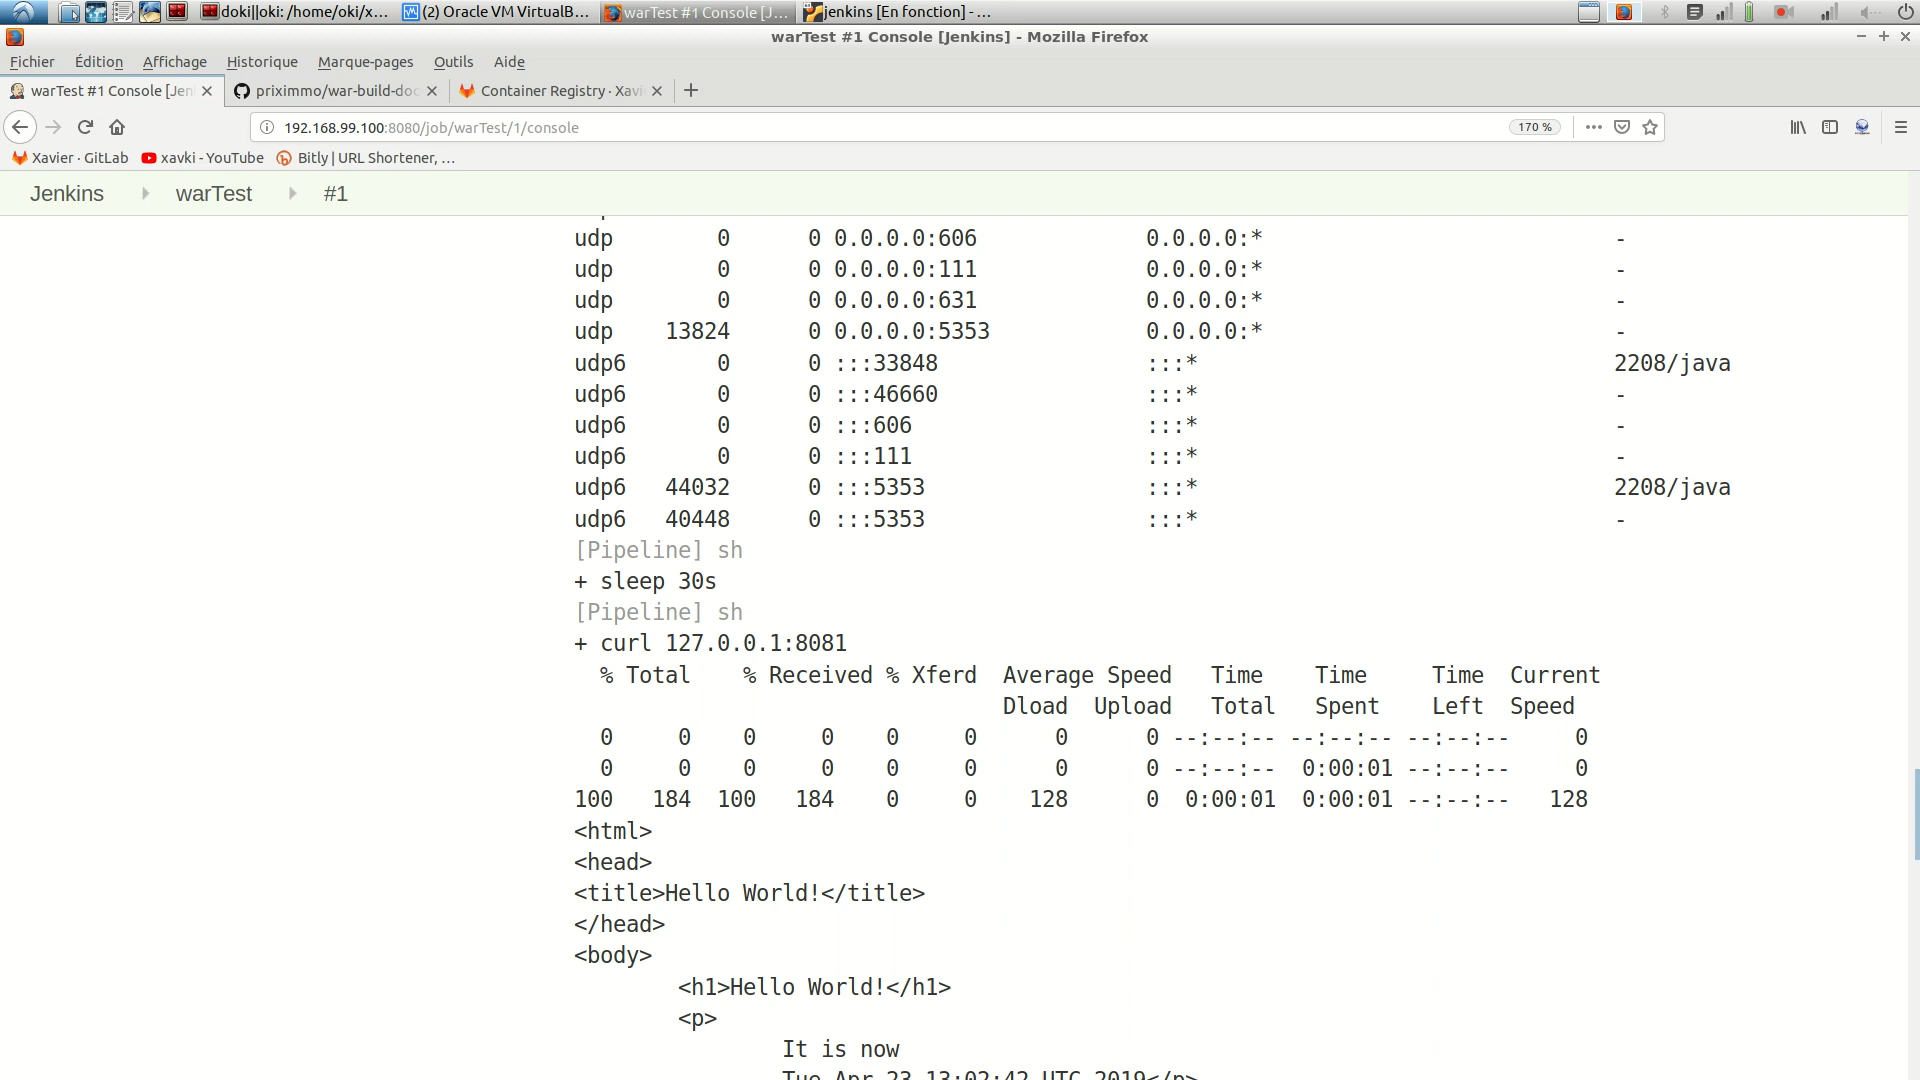 doki||oki: /home/oki/x... (2) Oracle VM VirtualB... warTest #1 Console [J... jenkins [En fonction] - ...
warTest #1 Console [Jenkins] - Mozilla Firefox
Fichier Édition Affichage Historique Marque-pages Outils Aide
warTest #1 Console [Jen priximmo/war-build-doc Container Registry · Xavi
192.168.99.100:8080/job/warTest/1/console 170 %
Xavier · GitLab xavki - YouTube Bitly | URL Shortener, ...
Jenkins warTest #1
udp 0 0 0.0.0.0:606 0.0.0.0:* -
udp 0 0 0.0.0.0:111 0.0.0.0:* -
udp 0 0 0.0.0.0:631 0.0.0.0:* -
udp 13824 0 0.0.0.0:5353 0.0.0.0:* -
udp6 0 0 :::33848 :::* 2208/java
udp6 0 0 :::46660 :::* -
udp6 0 0 :::606 :::* -
udp6 0 0 :::111 :::* -
udp6 44032 0 :::5353 :::* 2208/java
udp6 40448 0 :::5353 :::* -
[Pipeline] sh
+ sleep 30s
[Pipeline] sh
+ curl 127.0.0.1:8081
% Total % Received % Xferd Average Speed Time Time Time Current
Dload Upload Total Spent Left Speed
0 0 0 0 0 0 0 0 --:--:-- --:--:-- --:--:-- 0
0 0 0 0 0 0 0 0 --:--:-- 0:00:01 --:--:-- 0
100 184 100 184 0 0 128 0 0:00:01 0:00:01 --:--:-- 128
<html>
<head>
<title>Hello World!</title>
</head>
<body>
<h1>Hello World!</h1>
<p>
It is now
Tue Apr 23 13:02:42 UTC 2019</p>